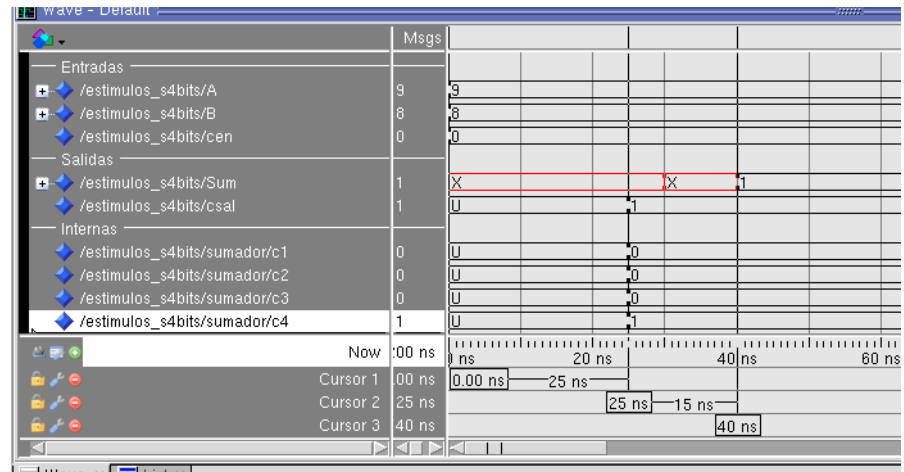 Wave - Default
Msgs
Entradas
/estimulos_s4bits/A 9 9
/estimulos_s4bits/B 8 8
/estimulos_s4bits/cen 0 0
Salidas
/estimulos_s4bits/Sum 1 X X 1
/estimulos_s4bits/csal 1 U 1
Internas
/estimulos_s4bits/sumador/c1 0 U 0
/estimulos_s4bits/sumador/c2 0 U 0
/estimulos_s4bits/sumador/c3 0 U 0
/estimulos_s4bits/sumador/c4 1 U 1
Now :00 ns ns 20 ns 40 ns 60 ns
Cursor 1 .00 ns 0.00 ns 25 ns
Cursor 2 25 ns 25 ns 15 ns
Cursor 3 40 ns 40 ns